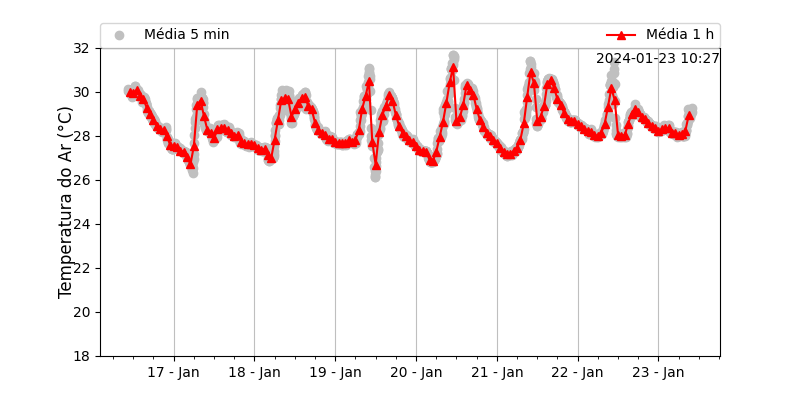 Média 5 min
Média 1 h
2024-01-23 10:27
Temperatura do Ar (°C)
32
30
28
26
24
22
20
18
17 - Jan
18 - Jan
19 - Jan
20 - Jan
21 - Jan
22 - Jan
23 - Jan